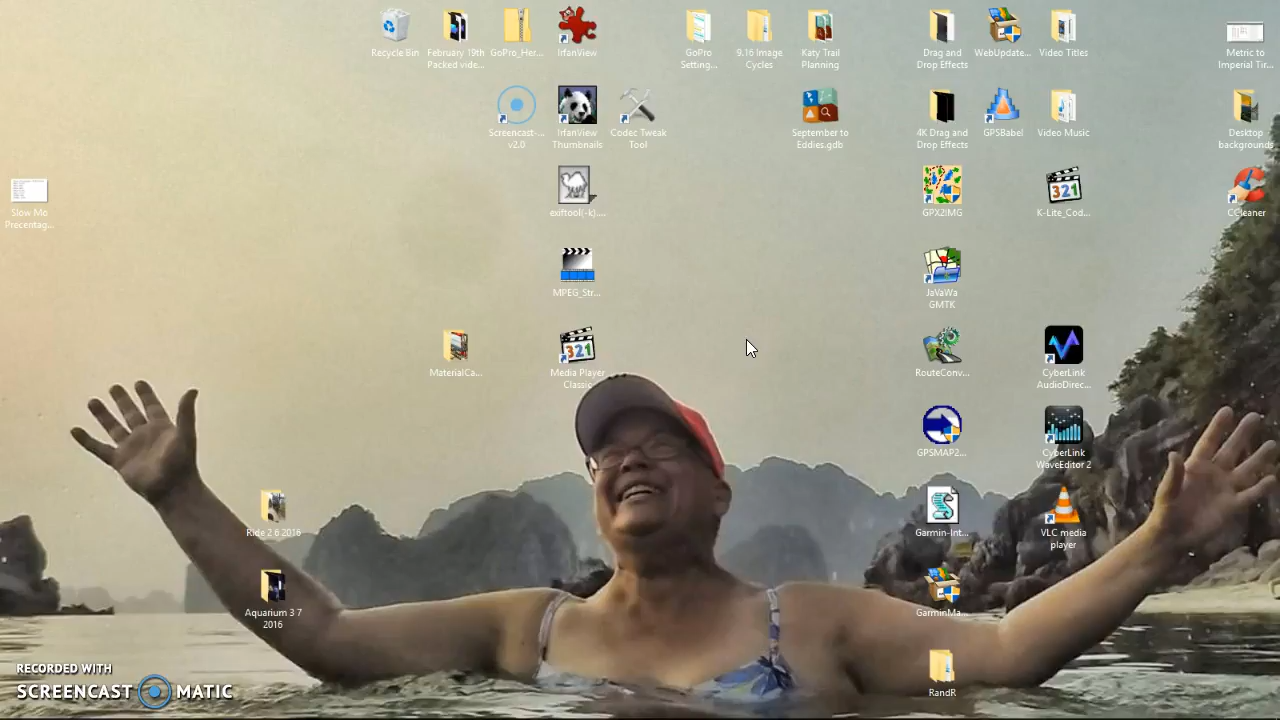 Recycle Bin
February 19th
Packed vide...
GoPro_Her...
IrfanView
GoPro
Setting...
9.16 Image
Cycles
Katy Trail
Planning
Drag and
Drop Effects
WebUpdate...
Video Titles
Metric to
Imperial Tir...
Screencast-...
v2.0
IrfanView
Thumbnails
Codec Tweak
Tool
September to
Eddies.gdb
4K Drag and
Drop Effects
GPSBabel
Video Music
Desktop
backgrounds
Slow Mo
Precentag...
exiftool(-k)....
GPX2IMG
321
K-Lite_Cod...
CCleaner
MPEG_Str...
JaVaWa
GMTK
MaterialCa...
321
Media Player
Classic
RouteConv...
CyberLink
AudioDirec...
GPSMAP2...
CyberLink
WaveEditor 2
Ride 2 6 2016
Garmin-Int...
VLC media
player
Aquarium 3 7
2016
GarminMa...
RandR
RECORDED WITH
SCREENCAST MATIC